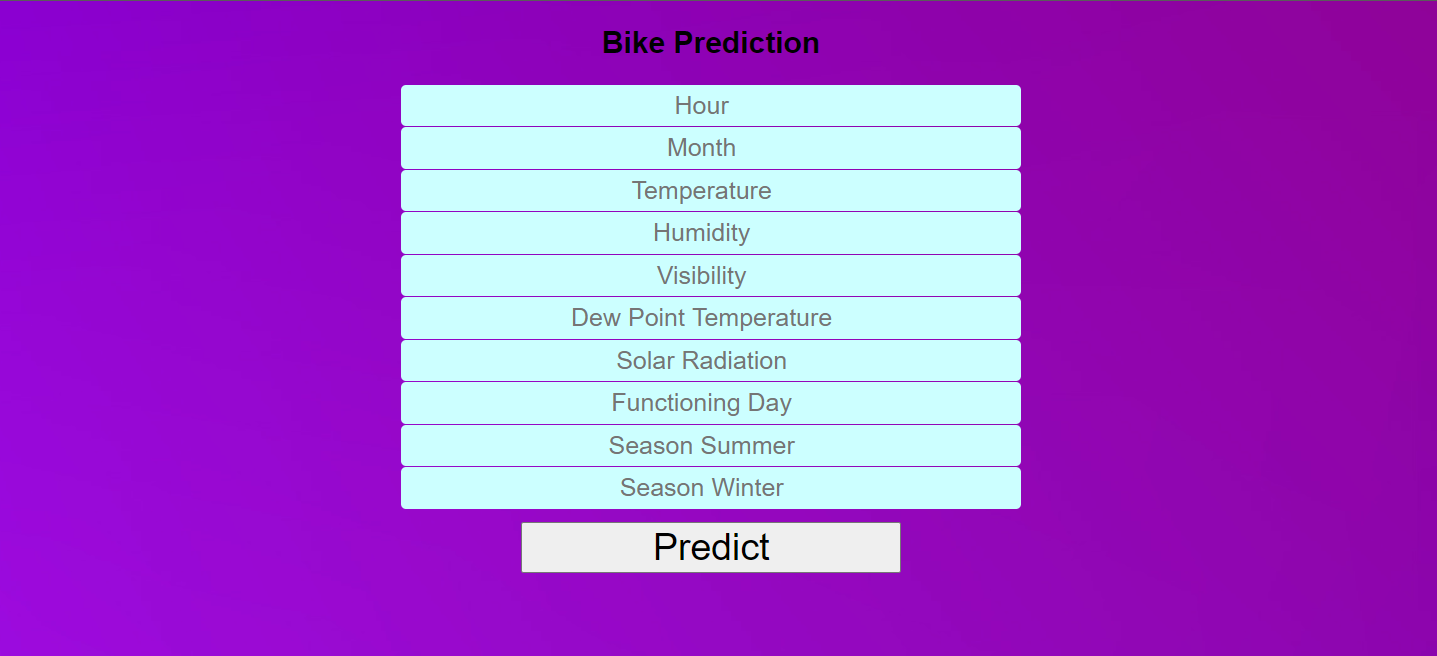 Bike Prediction
Hour
Month
Temperature
Humidity
Visibility
Dew Point Temperature
Solar Radiation
Functioning Day
Season Summer
Season Winter
Predict